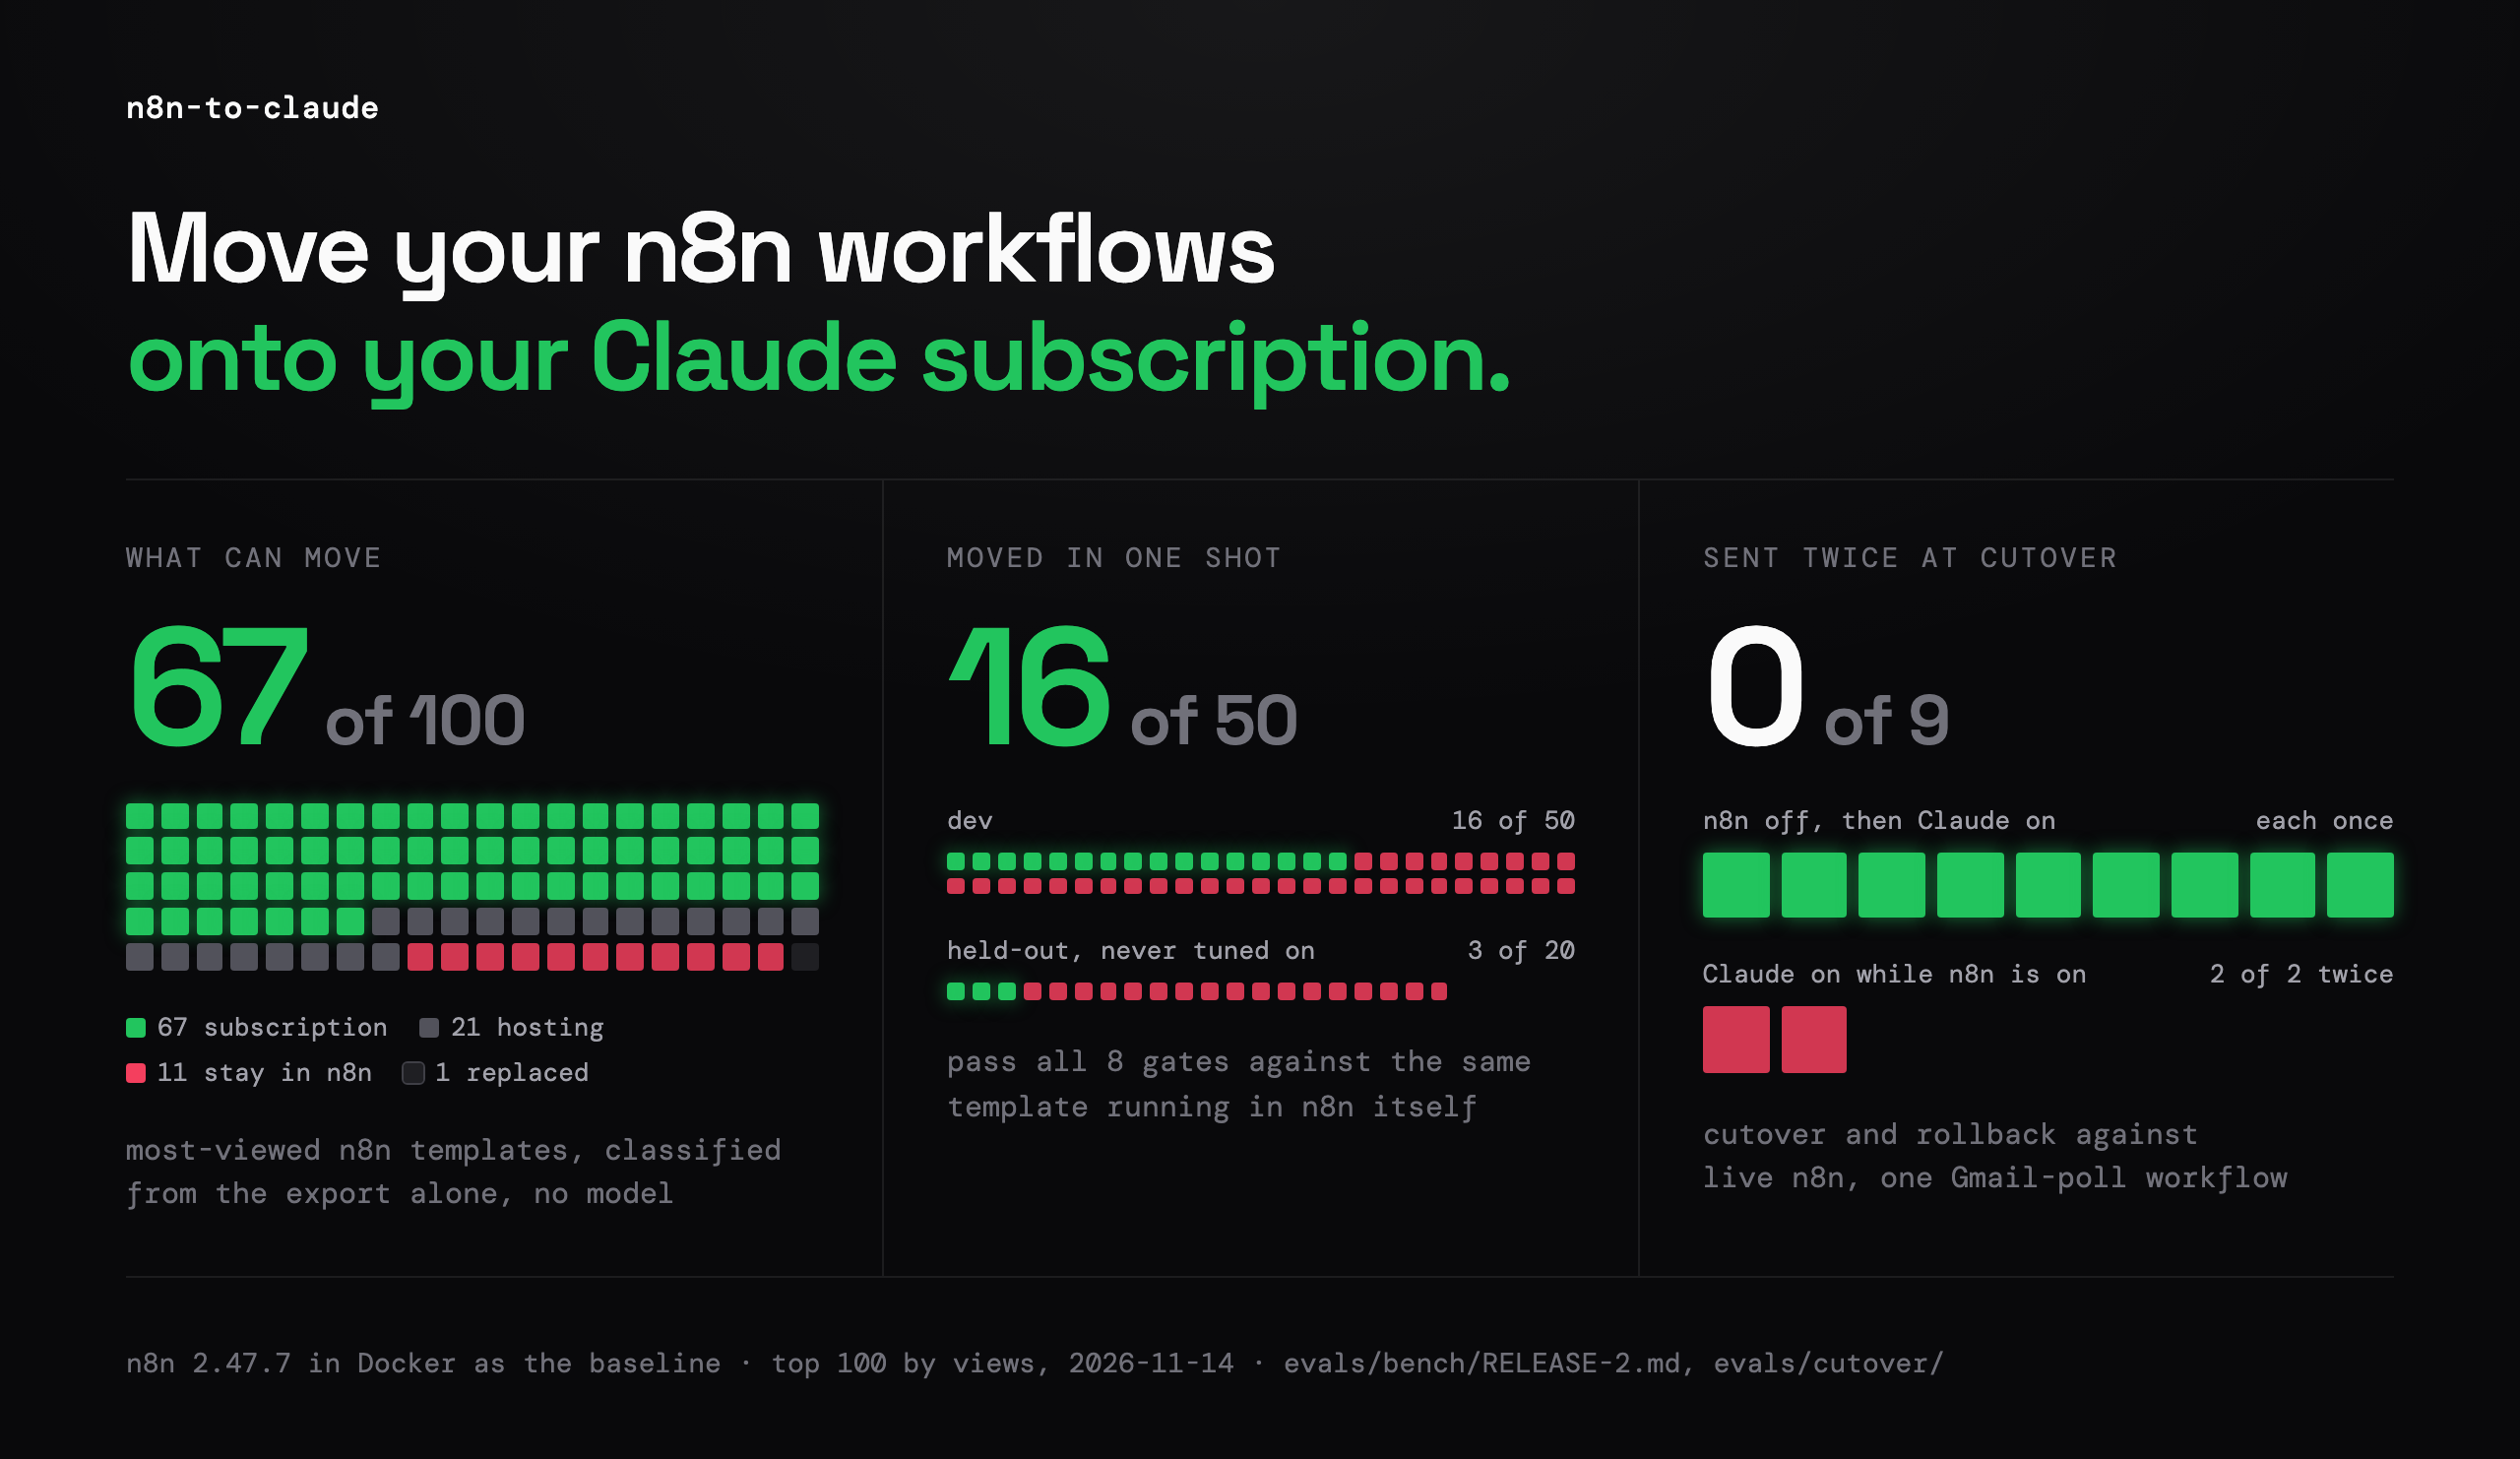 n8n-to-claude
Move your n8n workflows
onto your Claude subscription.
WHAT CAN MOVE
67 of 100
67 subscription
21 hosting
11 stay in n8n
1 replaced
most-viewed n8n templates, classified
from the export alone, no model
MOVED IN ONE SHOT
16 of 50
dev
16 of 50
held-out, never tuned on
3 of 20
pass all 8 gates against the same
template running in n8n itself
SENT TWICE AT CUTOVER
0 of 9
n8n off, then Claude on
each once
Claude on while n8n is on
2 of 2 twice
cutover and rollback against
live n8n, one Gmail-poll workflow
n8n 2.47.7 in Docker as the baseline · top 100 by views, 2026-11-14 · evals/bench/RELEASE-2.md, evals/cutover/